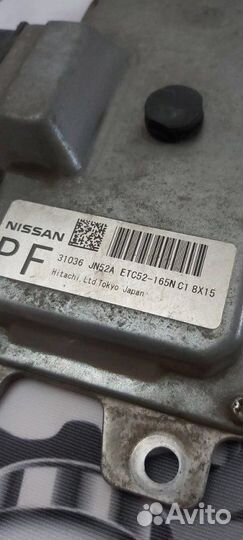 NISSAN
PF
31036 JN52A ETC52-165N C1 8X15
Hitachi, Ltd Tokyo Japan
Avito